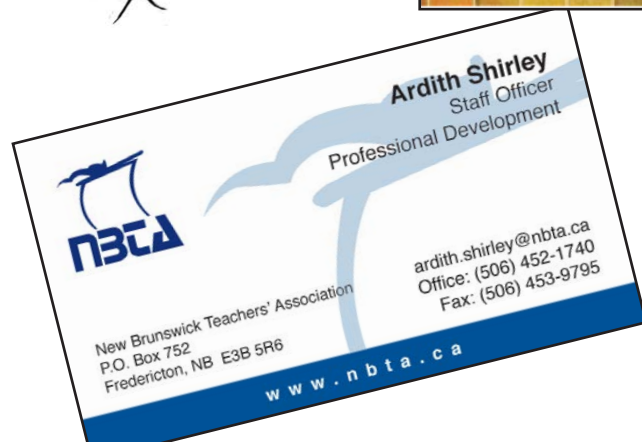 Ardith Shirley
Staff Officer
Professional Development
NBTA
ardith.shirley@nbta.ca
Office: (506) 452-1740
Fax: (506) 453-9795
New Brunswick Teachers' Association
P.O. Box 752
Fredericton, NB E3B 5R6
www.nbta.ca